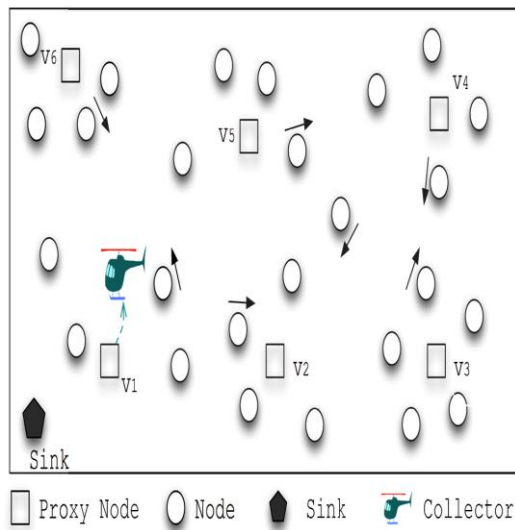 V6
V4
V5
V1
V2
V3
Sink
Proxy Node
Node
Sink
Collector